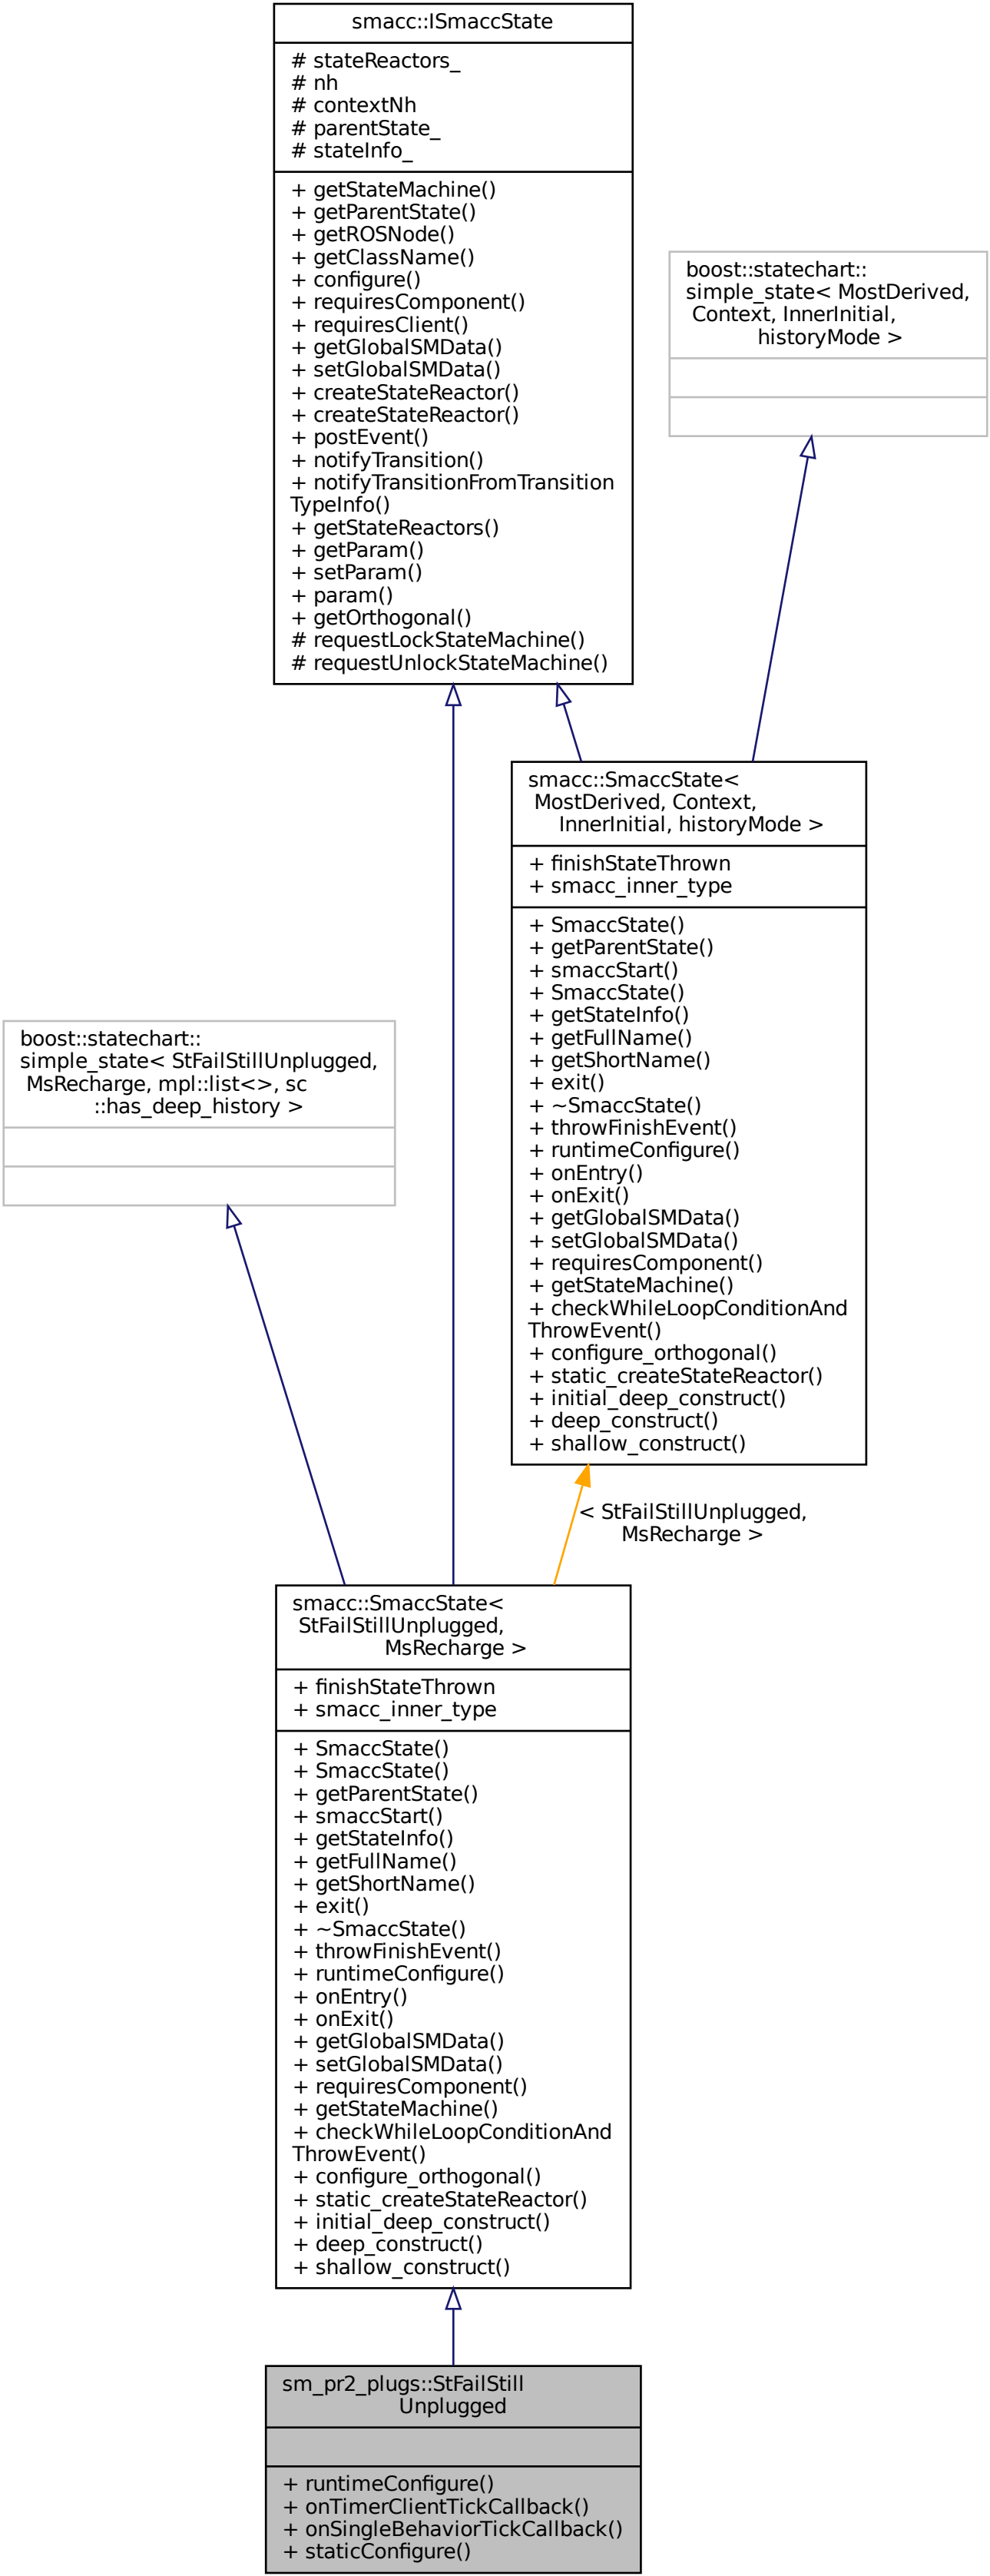 smacc::ISmaccState
# stateReactors_
# nh
# contextNh
# parentState_
# stateInfo_
+ getStateMachine()
+ getParentState()
+ getROSNode()
+ getClassName()
+ configure()
+ requiresComponent()
+ requiresClient()
+ getGlobalSMData()
+ setGlobalSMData()
+ createStateReactor()
+ createStateReactor()
+ postEvent()
+ notifyTransition()
+ notifyTransitionFromTransition
TypeInfo()
+ getStateReactors()
+ getParam()
+ setParam()
+ param()
+ getOrthogonal()
# requestLockStateMachine()
# requestUnlockStateMachine()
boost::statechart::
simple_state< MostDerived,
Context, InnerInitial,
historyMode >
smacc::SmaccState<
MostDerived, Context,
InnerInitial, historyMode >
+ finishStateThrown
+ smacc_inner_type
+ SmaccState()
+ getParentState()
+ smaccStart()
+ SmaccState()
+ getStateInfo()
+ getFullName()
+ getShortName()
+ exit()
+ ~SmaccState()
+ throwFinishEvent()
+ runtimeConfigure()
+ onEntry()
+ onExit()
+ getGlobalSMData()
+ setGlobalSMData()
+ requiresComponent()
+ getStateMachine()
+ checkWhileLoopConditionAnd
ThrowEvent()
+ configure_orthogonal()
+ static_createStateReactor()
+ initial_deep_construct()
+ deep_construct()
+ shallow_construct()
boost::statechart::
simple_state< StFailStillUnplugged,
MsRecharge, mpl::list<>, sc
::has_deep_history >
< StFailStillUnplugged,
MsRecharge >
smacc::SmaccState<
StFailStillUnplugged,
MsRecharge >
+ finishStateThrown
+ smacc_inner_type
+ SmaccState()
+ SmaccState()
+ getParentState()
+ smaccStart()
+ getStateInfo()
+ getFullName()
+ getShortName()
+ exit()
+ ~SmaccState()
+ throwFinishEvent()
+ runtimeConfigure()
+ onEntry()
+ onExit()
+ getGlobalSMData()
+ setGlobalSMData()
+ requiresComponent()
+ getStateMachine()
+ checkWhileLoopConditionAnd
ThrowEvent()
+ configure_orthogonal()
+ static_createStateReactor()
+ initial_deep_construct()
+ deep_construct()
+ shallow_construct()
sm_pr2_plugs::StFailStill
Unplugged
+ runtimeConfigure()
+ onTimerClientTickCallback()
+ onSingleBehaviorTickCallback()
+ staticConfigure()